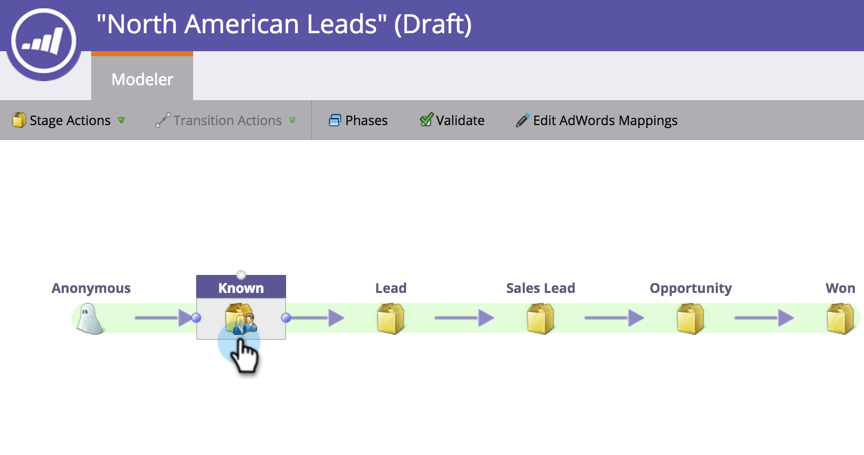 "North American Leads" (Draft)
Modeler
Stage Actions Transition Actions Phases Validate Edit AdWords Mappings
Anonymous Known Lead Sales Lead Opportunity Won